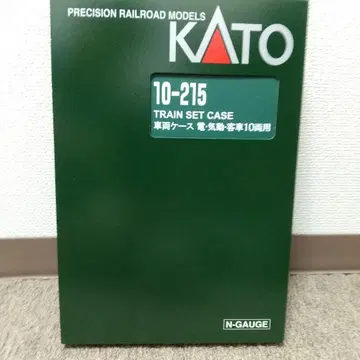 PRECISION RAILROAD MODELS
KATO
10-215
TRAIN SET CASE
車両ケース 電・気動・客車10両用
N-GAUGE